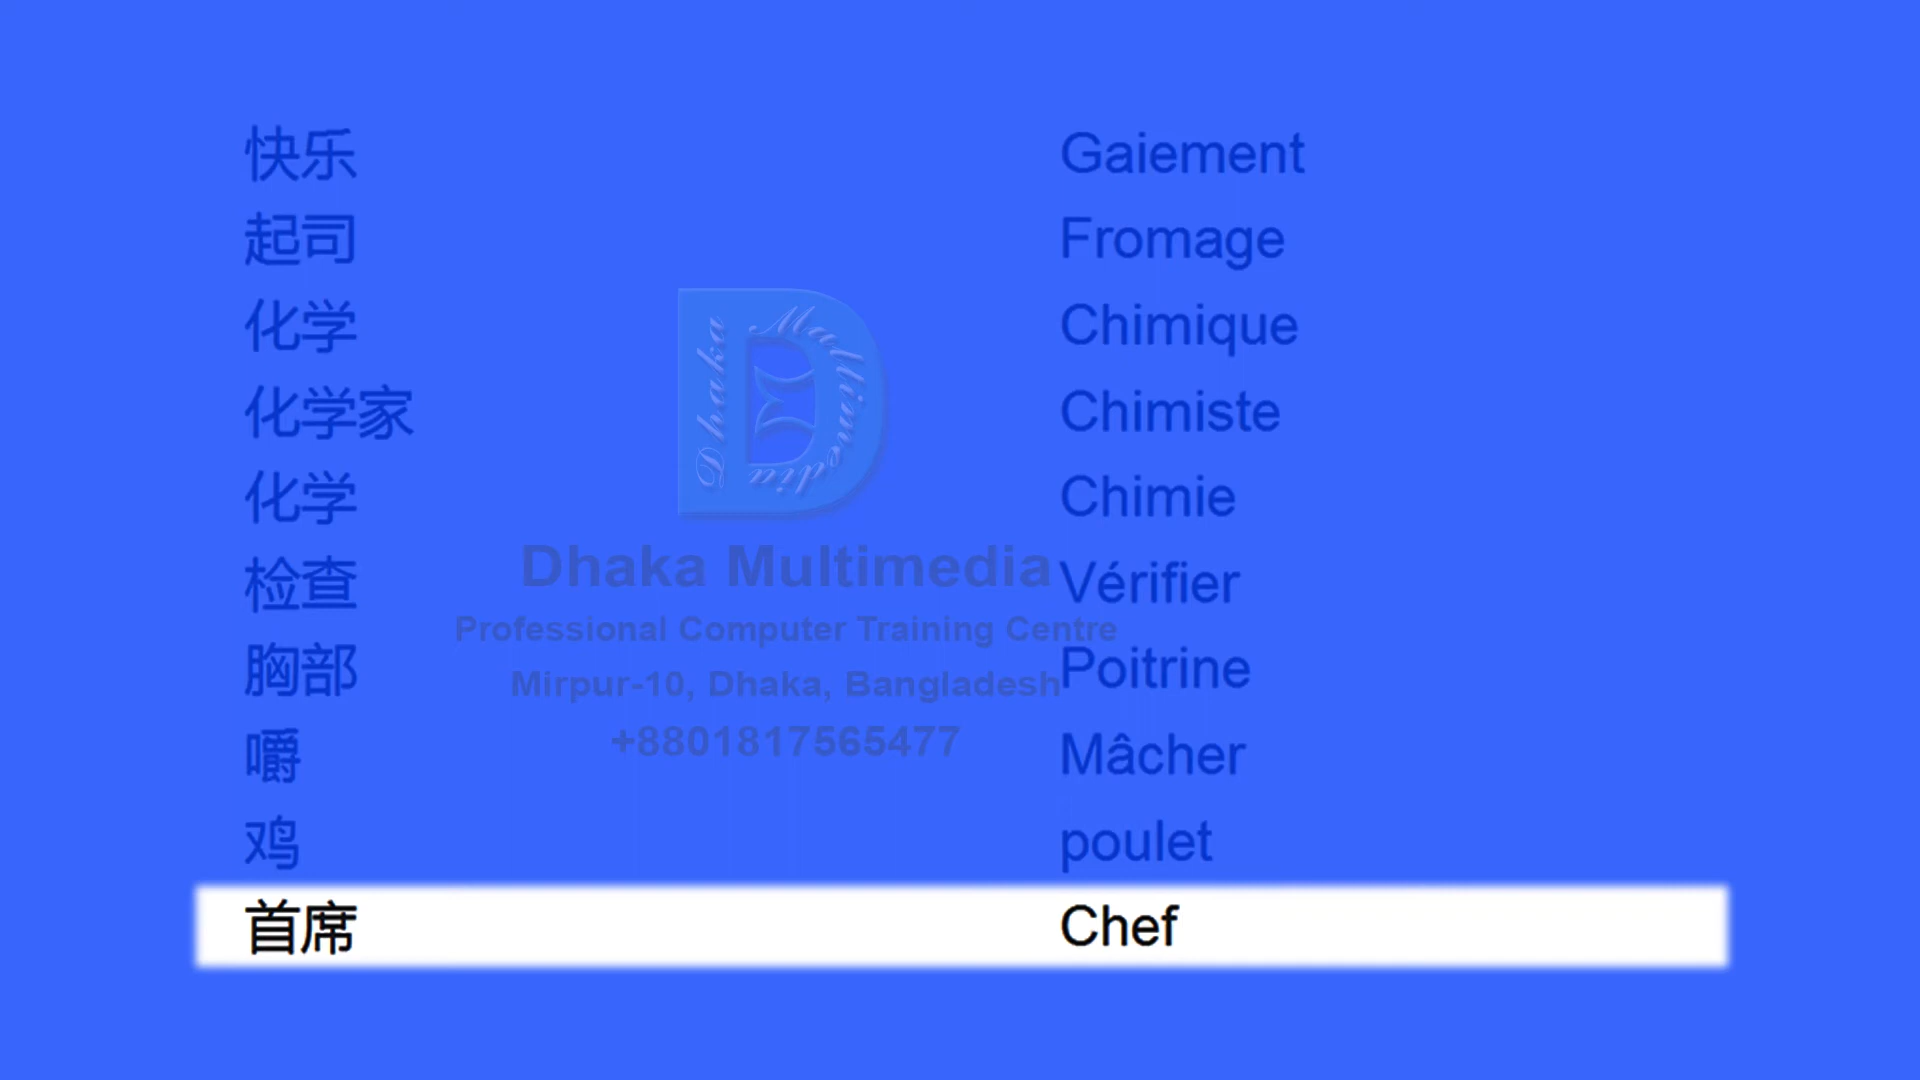 快乐 Gaiement
起司 Fromage
化学 Chimique
化学家 Chimiste
化学 Chimie
检查 Vérifier
胸部 Poitrine
嚼 Mâcher
鸡 poulet
首席 Chef
Dhaka Multimedia
Dhaka Multimedia
Professional Computer Training Centre
Mirpur-10, Dhaka, Bangladesh
+8801817565477